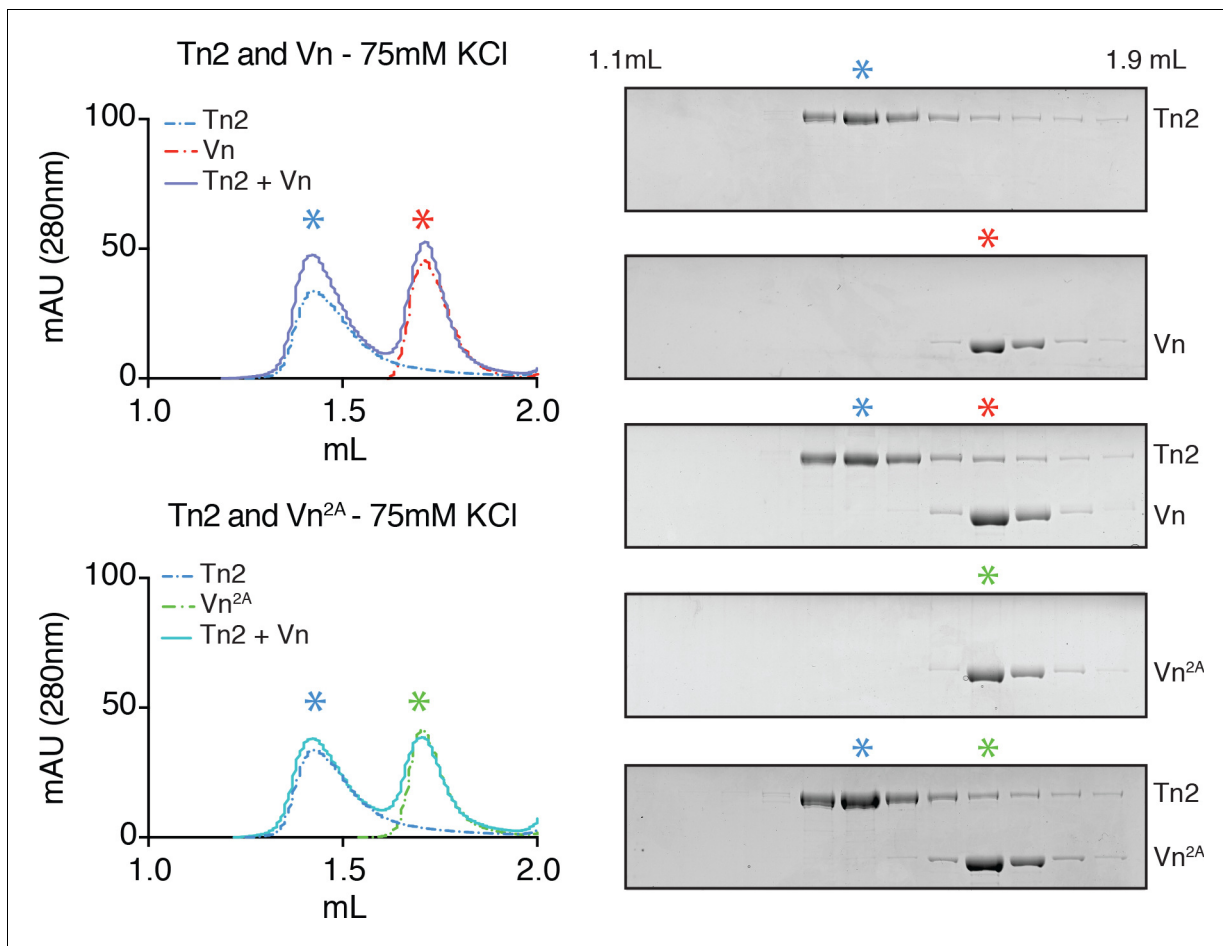 Tn2 and Vn - 75mM KCl
100
50
0
mAU (280nm)
Tn2
Vn
Tn2 + Vn
*
*
1.0
1.5
2.0
mL
Tn2 and Vn²ᴬ - 75mM KCl
100
50
0
mAU (280nm)
Tn2
Vn²ᴬ
Tn2 + Vn
*
*
1.0
1.5
2.0
mL
1.1mL
*
1.9 mL
Tn2
*
Vn
*
*
Tn2
Vn
*
Vn²ᴬ
*
*
Tn2
Vn²ᴬ